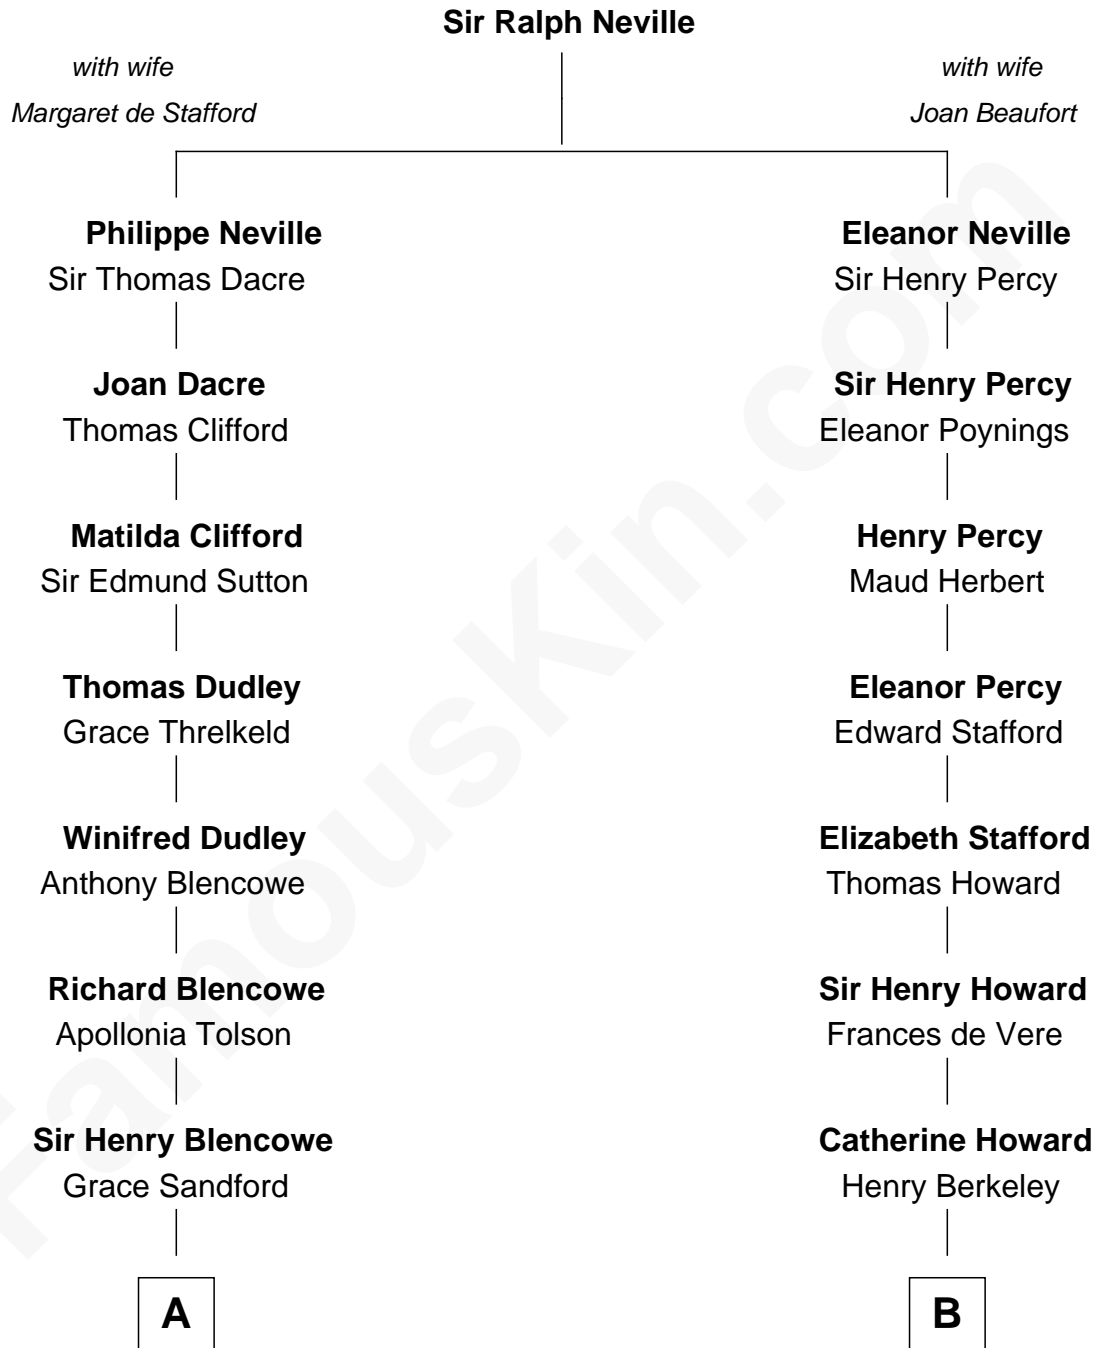 Sir Ralph Neville
with wife
Margaret de Stafford
with wife
Joan Beaufort
Philippe Neville
Sir Thomas Dacre
Eleanor Neville
Sir Henry Percy
Joan Dacre
Thomas Clifford
Sir Henry Percy
Eleanor Poynings
Matilda Clifford
Sir Edmund Sutton
Henry Percy
Maud Herbert
Thomas Dudley
Grace Threlkeld
Eleanor Percy
Edward Stafford
Winifred Dudley
Anthony Blencowe
Elizabeth Stafford
Thomas Howard
Richard Blencowe
Apollonia Tolson
Sir Henry Howard
Frances de Vere
Sir Henry Blencowe
Grace Sandford
Catherine Howard
Henry Berkeley
A
B
FamousKin.com